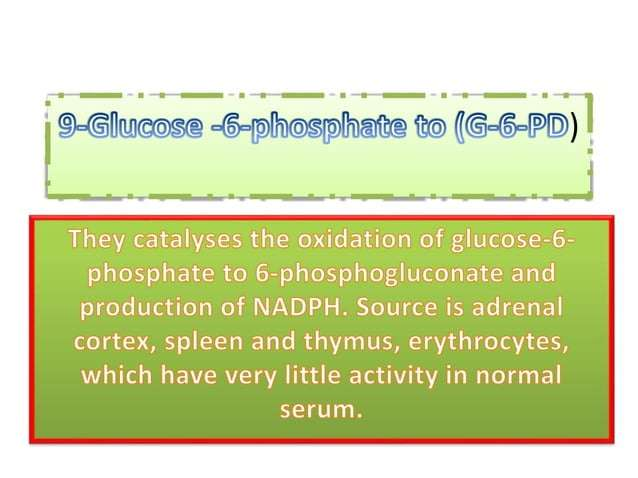 9-Glucose -6-phosphate to (G-6-PD)
They catalyses the oxidation of glucose-6-
phosphate to 6-phosphogluconate and
production of NADPH. Source is adrenal
cortex, spleen and thymus, erythrocytes,
which have very little activity in normal
serum.